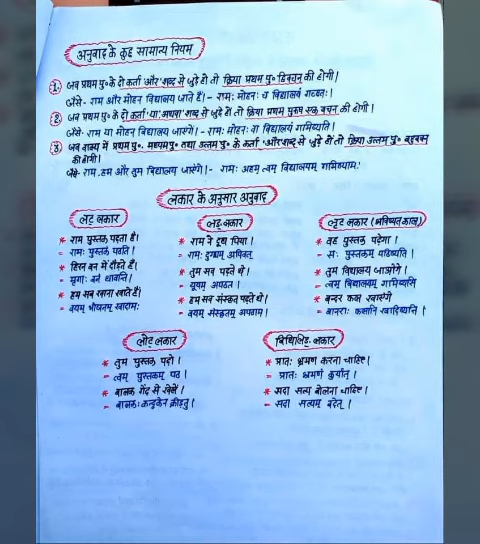 अनुवाद के कुछ सामान्य नियम
1. जब प्रथम पु० के दो कर्ता 'और' शब्द से जुड़े हों तो क्रिया प्रथम पु० द्विवचन की होगी।
जैसे- राम और मोहन विद्यालय जाते हैं।- रामः मोहनः च विद्यालयं गच्छतः।
2. जब प्रथम पु० के दो कर्ता 'या' 'अथवा' शब्द से जुड़े हों तो क्रिया प्रथम पुरुष एक वचन की होगी।
जैसे- राम या मोहन विद्यालय जाएगे।- रामः मोहनः वा विद्यालयं गमिष्यति।
3. जब वाक्य में प्रथम पु०, मध्यम पु० तथा उत्तम पु० के कर्ता 'और' शब्द से जुड़े हों तो क्रिया उत्तम पु० बहुवचन
की होगी।
जैसे- राम, हम और तुम विद्यालय जाएंगे।- रामः अहम् त्वम् विद्यालयम् गमिष्यामः
लकार के अनुसार अनुवाद
लट् लकार
* राम पुस्तक पढ़ता है।
= रामः पुस्तकं पठति।
* हिरन वन में दौड़ते हैं।
- मृगाः वने धावन्ति।
* हम सब खाना खाते हैं।
- वयम् भोजनम् खादामः
लङ् लकार
* राम ने दूध पिया।
= रामः दुग्धम् अपिबत्
* तुम सब पढ़ते थे।
- यूयम् अपठत।
* हम सब संस्कृत पढ़ते थे।
- वयम् संस्कृतम् अपठाम।
लृट् लकार (भविष्यत काल)
* वह पुस्तक पढ़ेगा।
- सः पुस्तकम् पठिष्यति।
* तुम विद्यालय जाओगे।
- त्वम् विद्यालयम् गमिष्यसि
* बन्दर फल खाएंगे
- वानराः फलानि खादिष्यन्ति।
लोट् लकार
* तुम पुस्तक पढ़ो।
- त्वम् पुस्तकम् पठ।
* बालक गेंद से खेलें।
- बालकः कन्दुकेन क्रीडतु।
विधिलिङ् लकार
* प्रातः भ्रमण करना चाहिए।
- प्रातः भ्रमणं कुर्यात्।
* सदा सत्य बोलना चाहिए।
- सदा सत्यम् वदेत्।